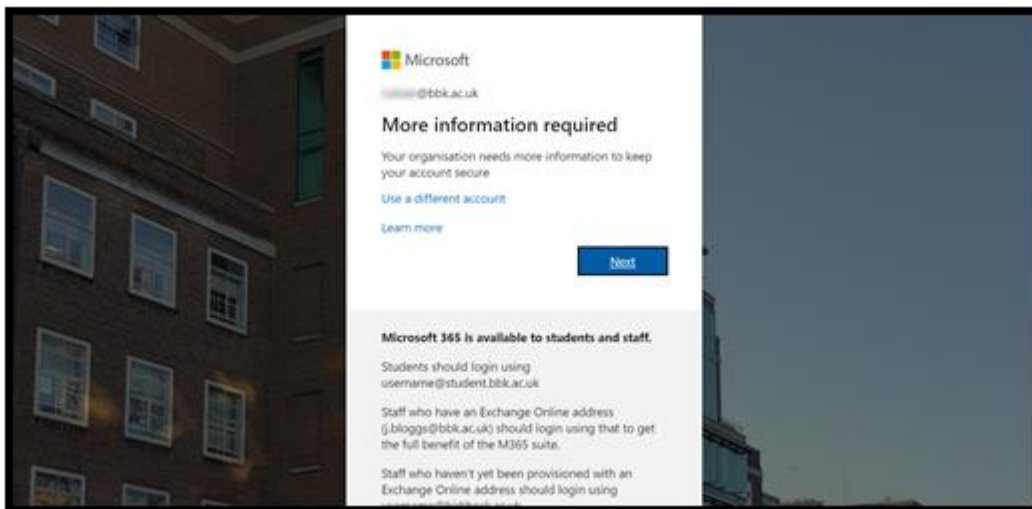 Microsoft
@bbk.ac.uk
More information required
Your organisation needs more information to keep
your account secure
Use a different account
Learn more
Next
Microsoft 365 is available to students and staff.
Students should login using
username@student.bbk.ac.uk
Staff who have an Exchange Online address
(j.bloggs@bbk.ac.uk) should login using that to get
the full benefit of the M365 suite.
Staff who haven't yet been provisioned with an
Exchange Online address should login using